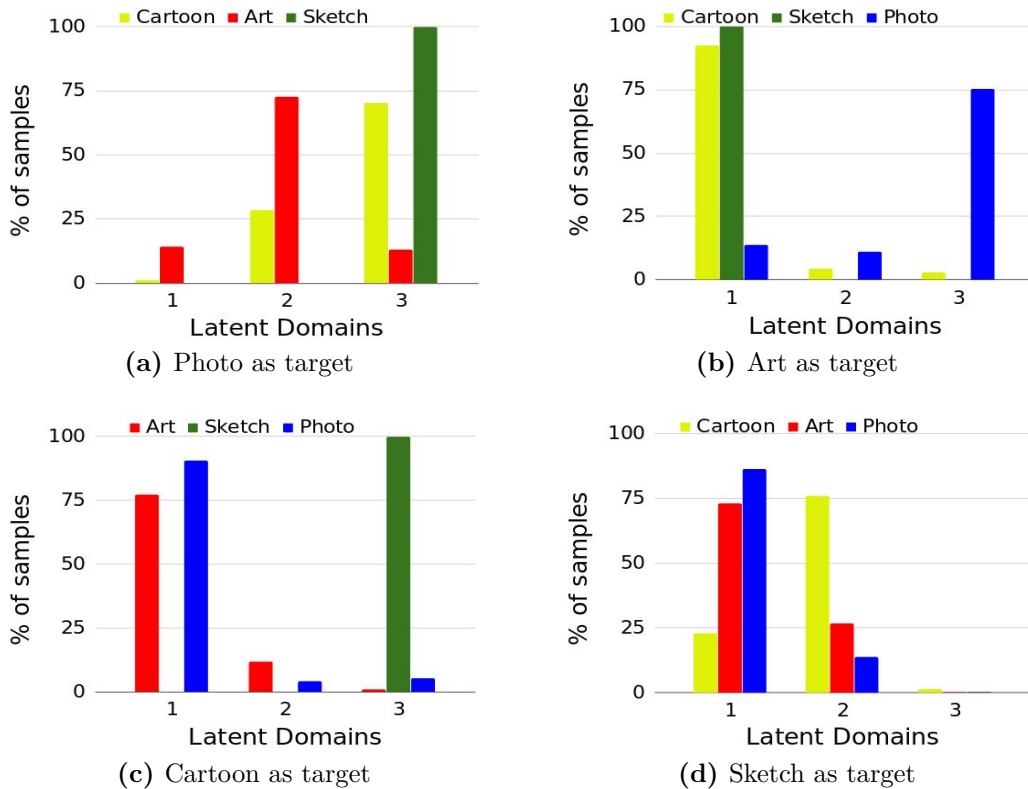 Cartoon Art Sketch
100
75
50
25
0
% of samples
1 2 3
Latent Domains
(a) Photo as target
Cartoon Sketch Photo
100
75
50
25
0
% of samples
1 2 3
Latent Domains
(b) Art as target
Art Sketch Photo
100
75
50
25
0
% of samples
1 2 3
Latent Domains
(c) Cartoon as target
Cartoon Art Photo
100
75
50
25
0
% of samples
1 2 3
Latent Domains
(d) Sketch as target